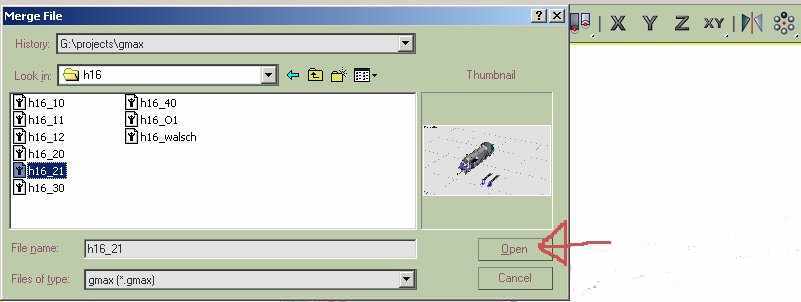 Merge File
X Y Z XY
History: G:\projects\gmax
Look in: h16
Thumbnail
h16_10
h16_11
h16_12
h16_20
h16_21
h16_30
h16_40
h16_O1
h16_walsch
File name: h16_21
Open
Files of type: gmax (*.gmax)
Cancel